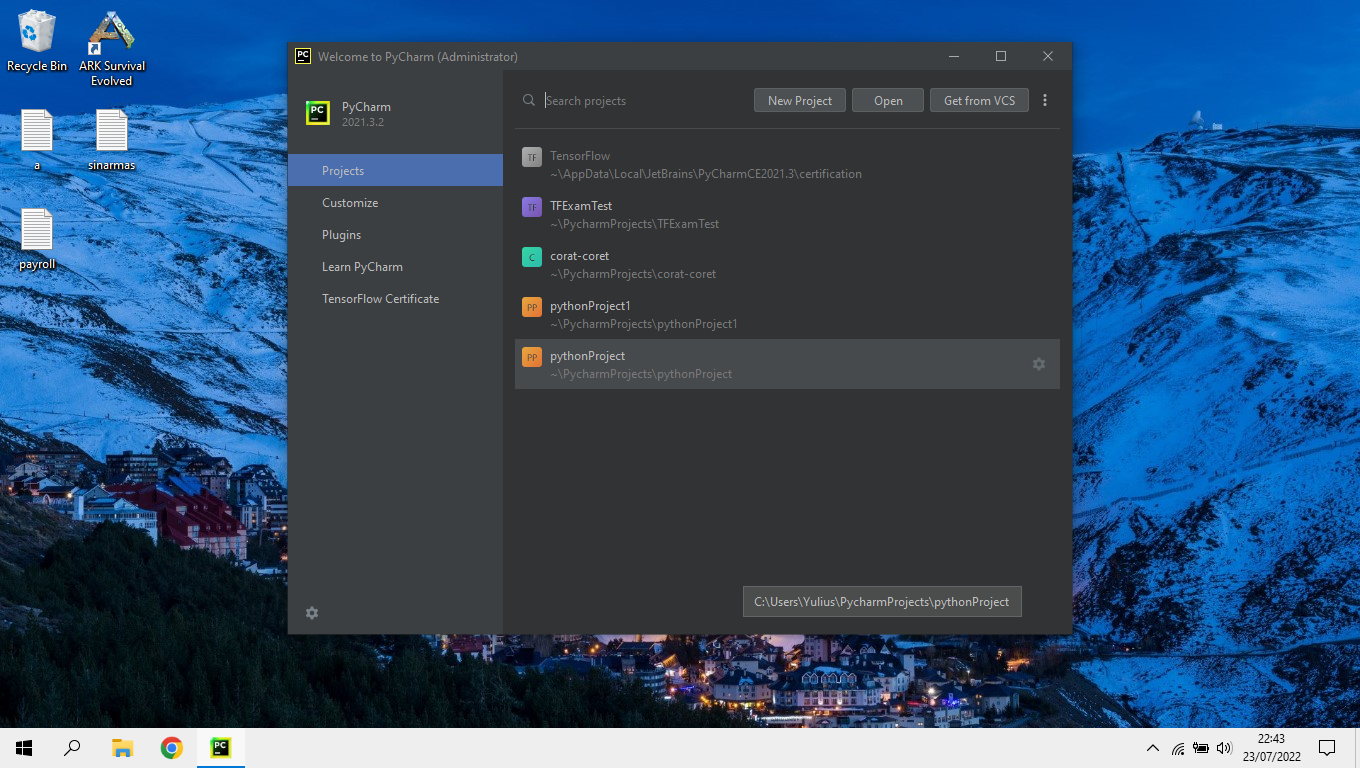 Recycle Bin
ARK Survival
Evolved
a
sinarmas
payroll
PC
Welcome to PyCharm (Administrator)
PC
PyCharm
2021.3.2
Projects
Customize
Plugins
Learn PyCharm
TensorFlow Certificate
Search projects
New Project
Open
Get from VCS
TF
TensorFlow
~\AppData\Local\JetBrains\PyCharmCE2021.3\certification
TF
TFExamTest
~\PycharmProjects\TFExamTest
C
corat-coret
~\PycharmProjects\corat-coret
PP
pythonProject1
~\PycharmProjects\pythonProject1
PP
pythonProject
~\PycharmProjects\pythonProject
C:\Users\Yulius\PycharmProjects\pythonProject
PC
22:43
23/07/2022